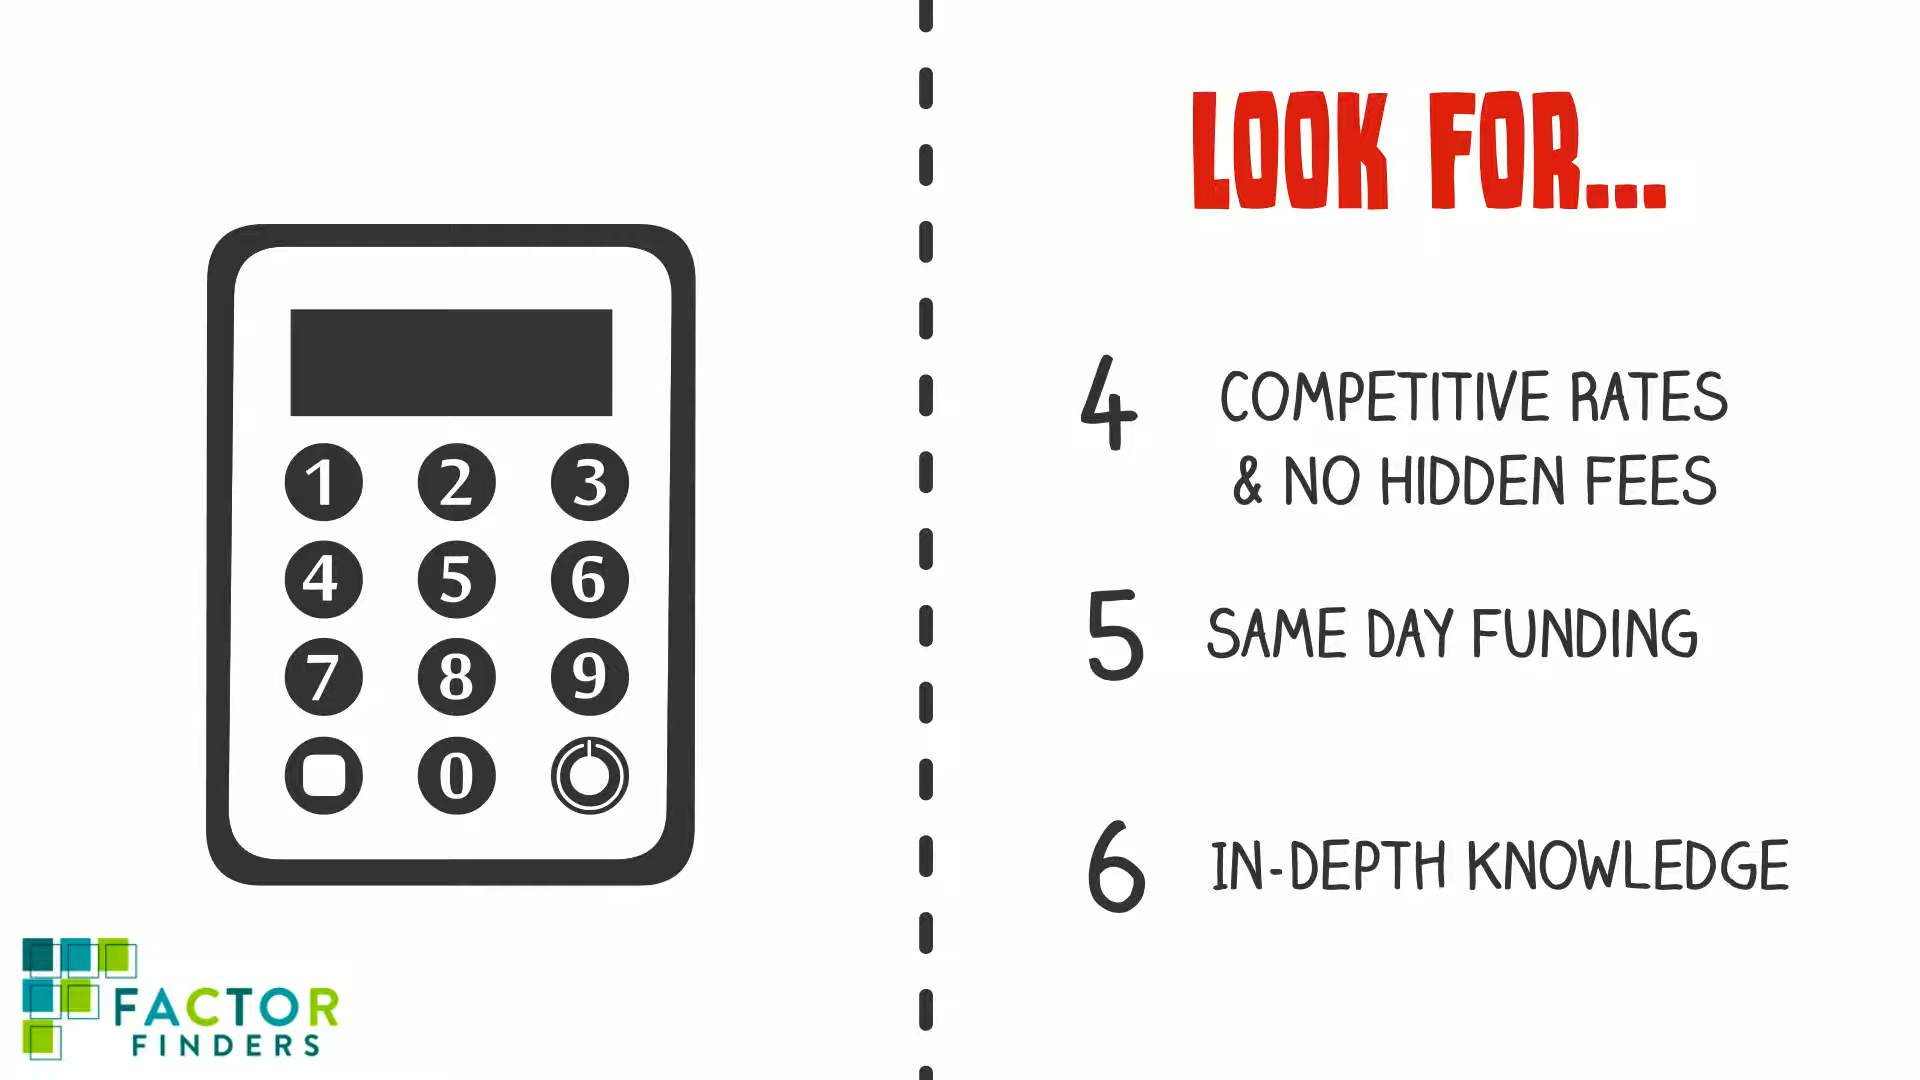 LOOK FOR...
4 COMPETITIVE RATES
& NO HIDDEN FEES
5 SAME DAY FUNDING
6 IN-DEPTH KNOWLEDGE
1 2 3
4 5 6
7 8 9
0
FACTOR
FINDERS